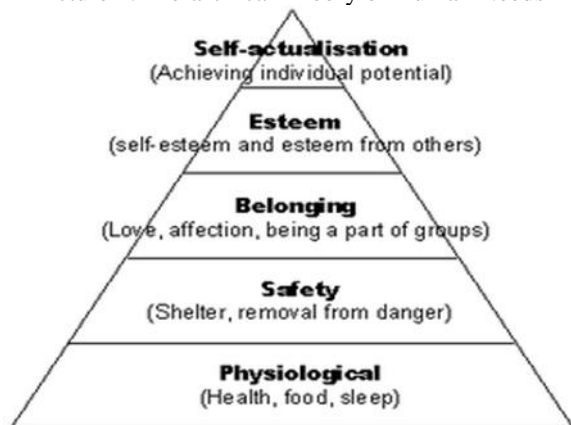 Self-actualisation
(Achieving individual potential)
Esteem
(self-esteem and esteem from others)
Belonging
(Love, affection, being a part of groups)
Safety
(Shelter, removal from danger)
Physiological
(Health, food, sleep)